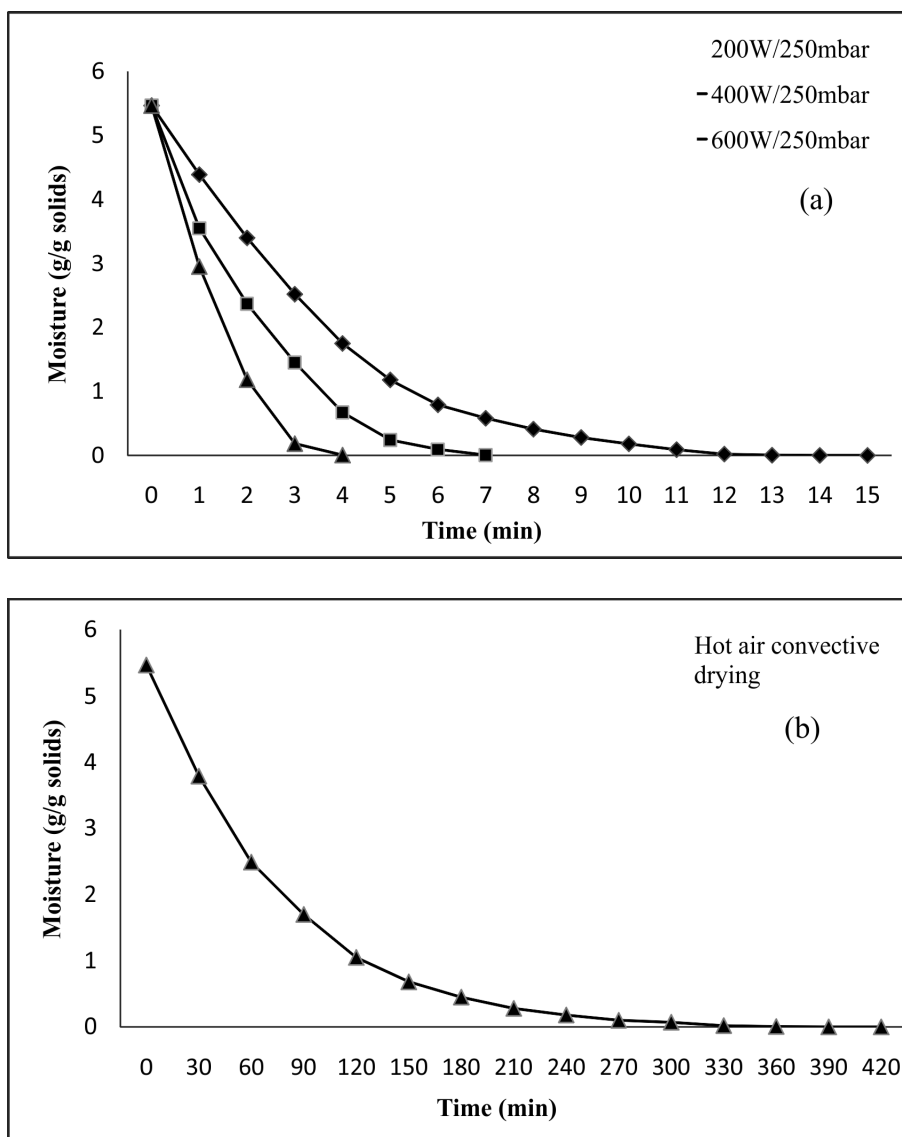 200W/250mbar
400W/250mbar
600W/250mbar
(a)
Moisture (g/g solids)
6
5
4
3
2
1
0
0 1 2 3 4 5 6 7 8 9 10 11 12 13 14 15
Time (min)
Hot air convective
drying
(b)
Moisture (g/g solids)
6
5
4
3
2
1
0
0 30 60 90 120 150 180 210 240 270 300 330 360 390 420
Time (min)